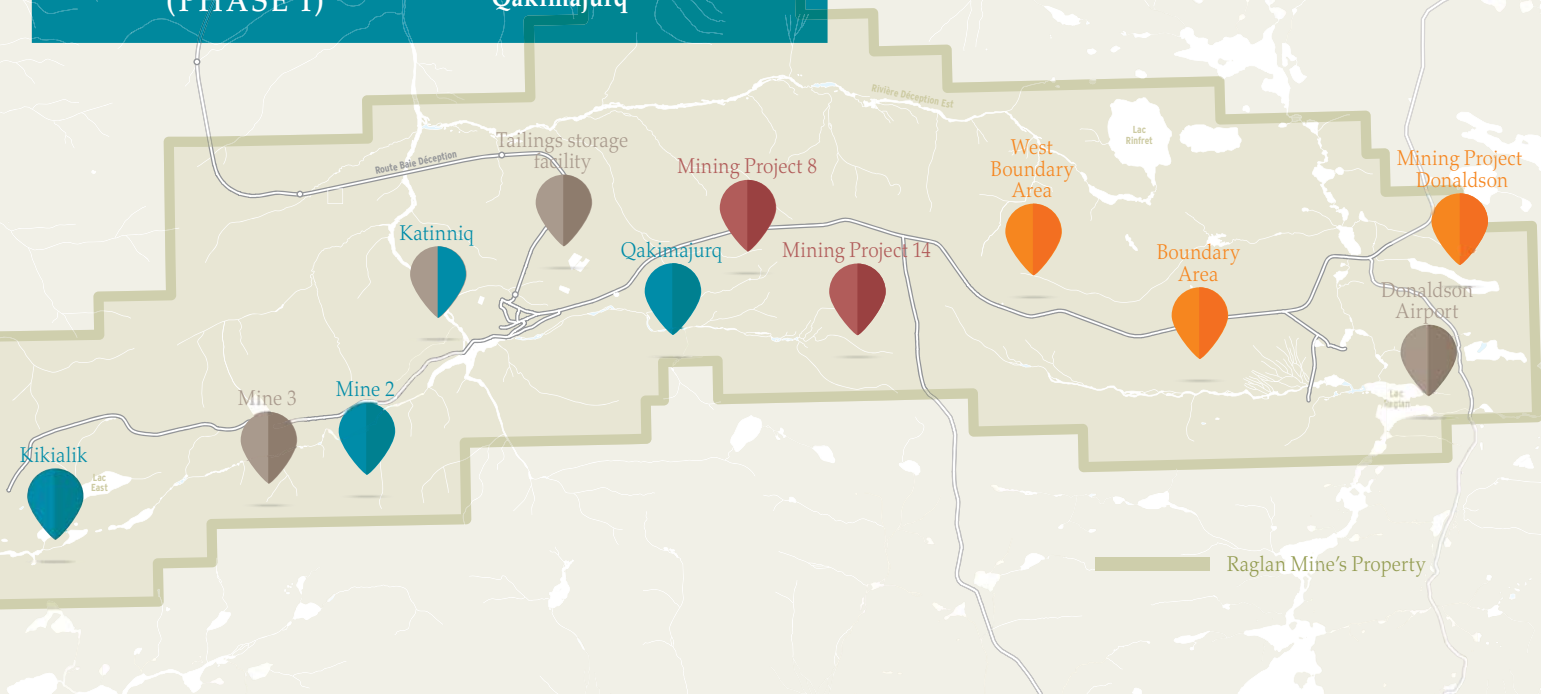 (PHASE I)
Qakimajurq
Rivière Déception Est
Lac
Rinfret
Tailings storage
facility
Route Baie Déception
Mining Project 8
West
Boundary
Area
Mining Project
Donaldson
Katinniq
Qakimajurq
Mining Project 14
Boundary
Area
Donaldson
Airport
Mine 3
Mine 2
Lac
Raglan
Kikialik
Lac
East
Raglan Mine's Property